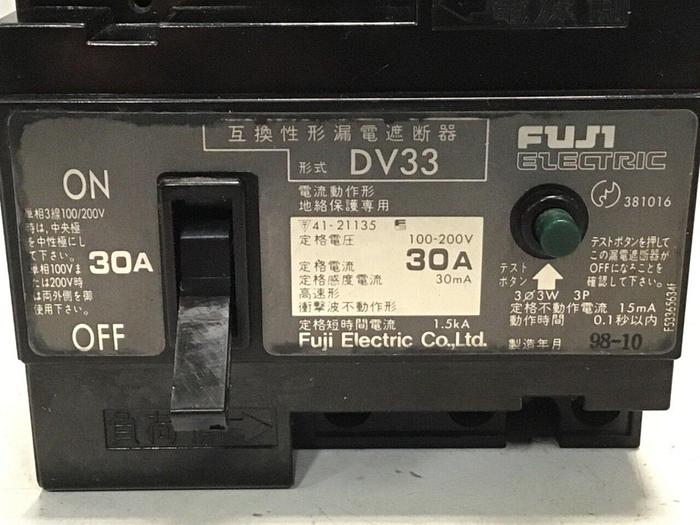 互換性形漏電遮断器
形式 DV33
FUJI
ELECTRIC
381016
ON
単相3線100/200V
時は,中央極
を中性極にし
て下さい。
単相100Vま
たは200V時
は両外側を御
使用下さい。
30A
OFF
電流動作形
地絡保護専用
41-21135
定格電圧 100-200V
定格電流 30A
定格感度電流 30mA
高速形
衝撃波不動作形
定格短時間電流 1.5kA
Fuji Electric Co.,Ltd.
テスト
ボタン
テストボタンを押して
この漏電遮断器が
OFFになることを
確認して下さい。
3ø3W 3P
定格不動作電流 15mA
動作時間 0.1秒以内
製造年月 98-10
F53365634F
負荷側